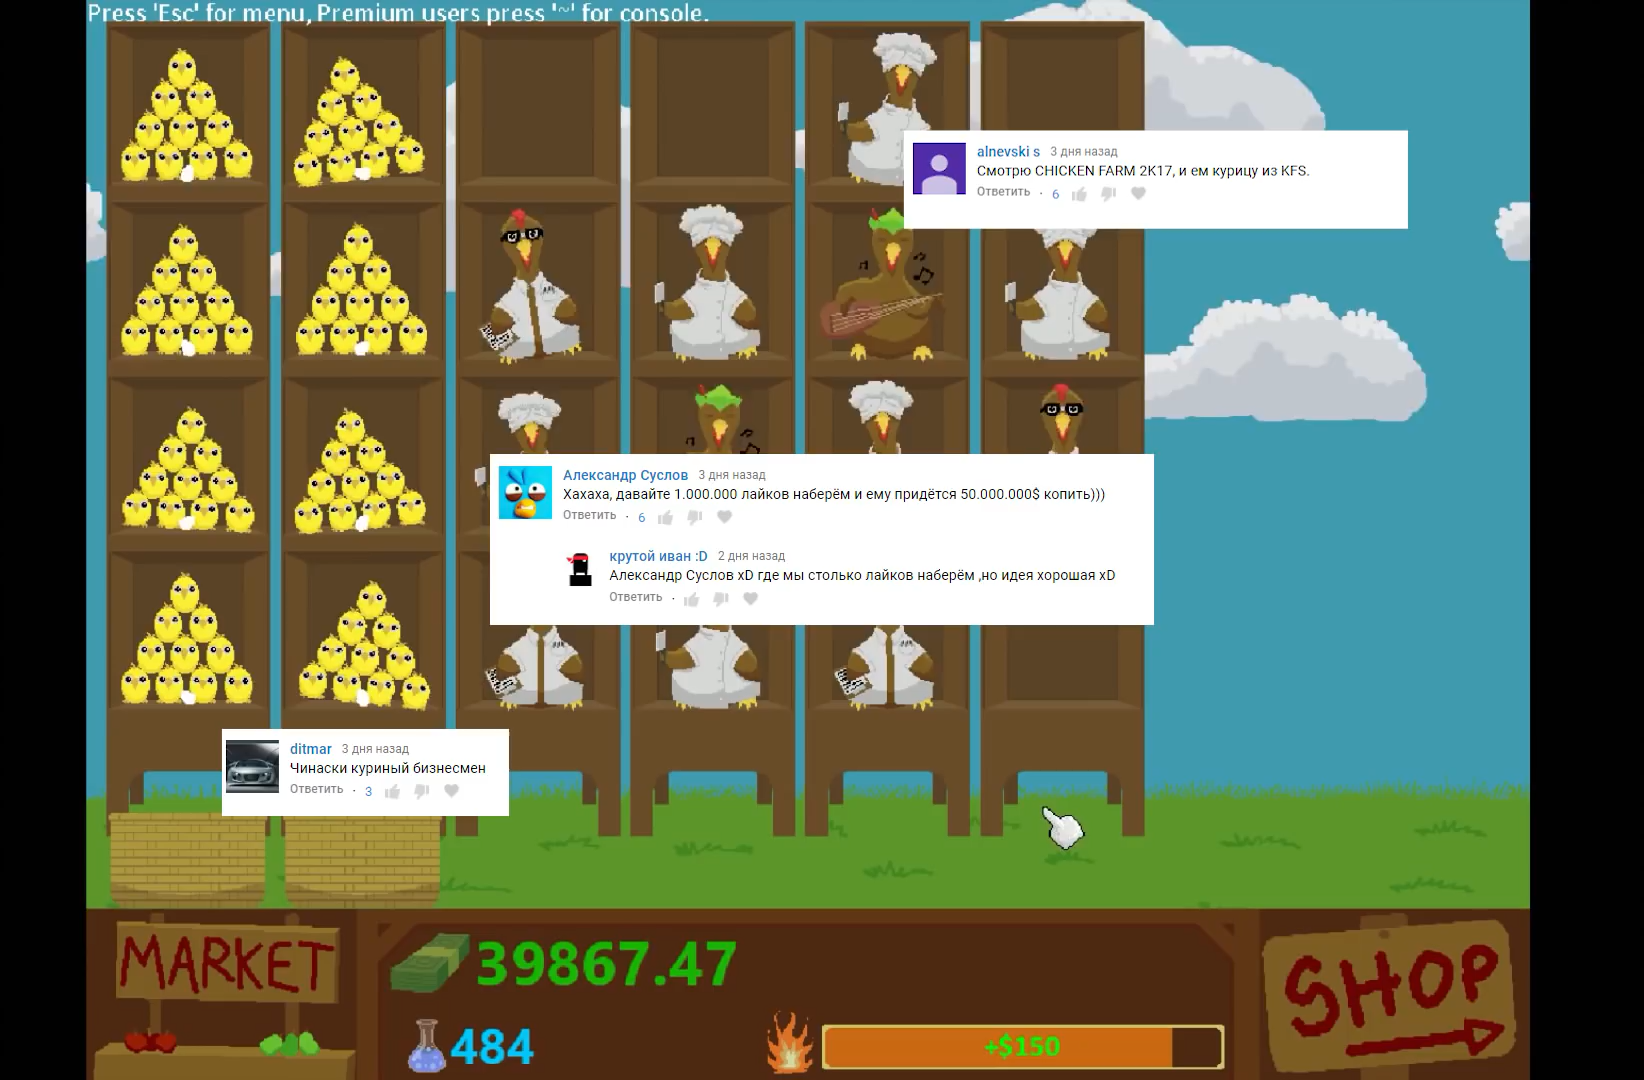 Press 'Esc' for menu, Premium users press '~' for console.
alnevski s 3 дня назад
Смотрю CHICKEN FARM 2K17, и ем курицу из KFS.
Ответить · 6
Александр Суслов 3 дня назад
Хахаха, давайте 1.000.000 лайков наберём и ему придётся 50.000.000$ копить)))
Ответить · 6
крутой иван :D 2 дня назад
Александр Суслов xD где мы столько лайков наберём ,но идея хорошая xD
Ответить ·
ditmar 3 дня назад
Чинаски куриный бизнесмен
Ответить · 3
MARKET
39867.47
SHOP
484
+$150